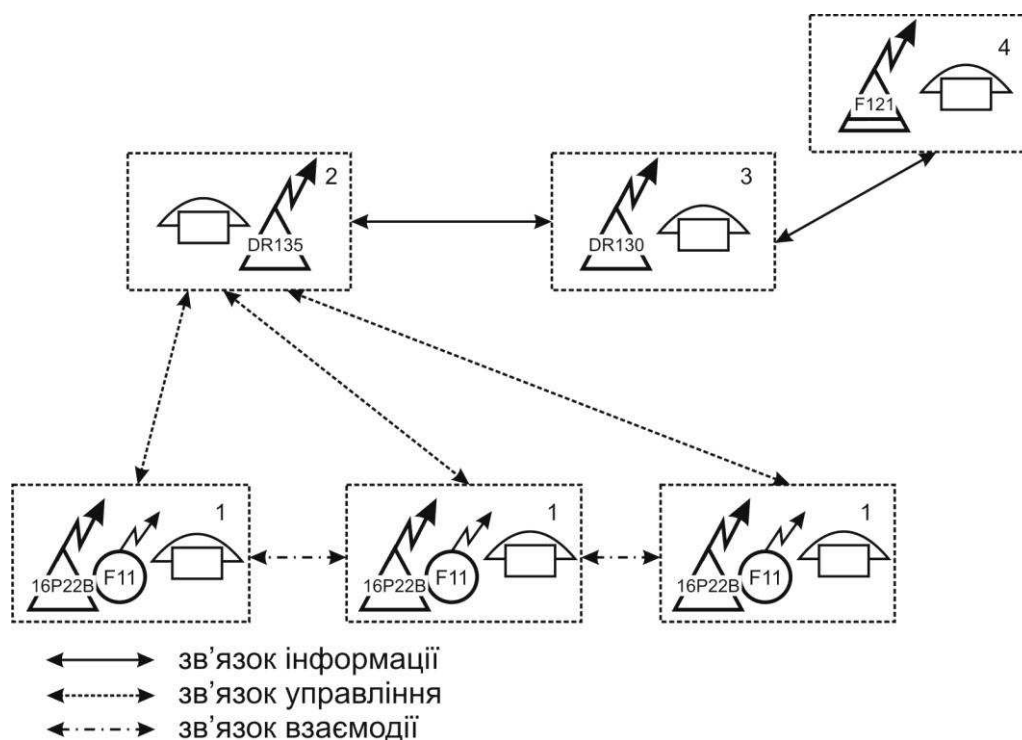 4
F121
2
DR135
3
DR130
1
16P22B
F11
1
16P22B
F11
1
16P22B
F11
зв’язок інформації
зв’язок управління
зв’язок взаємодії